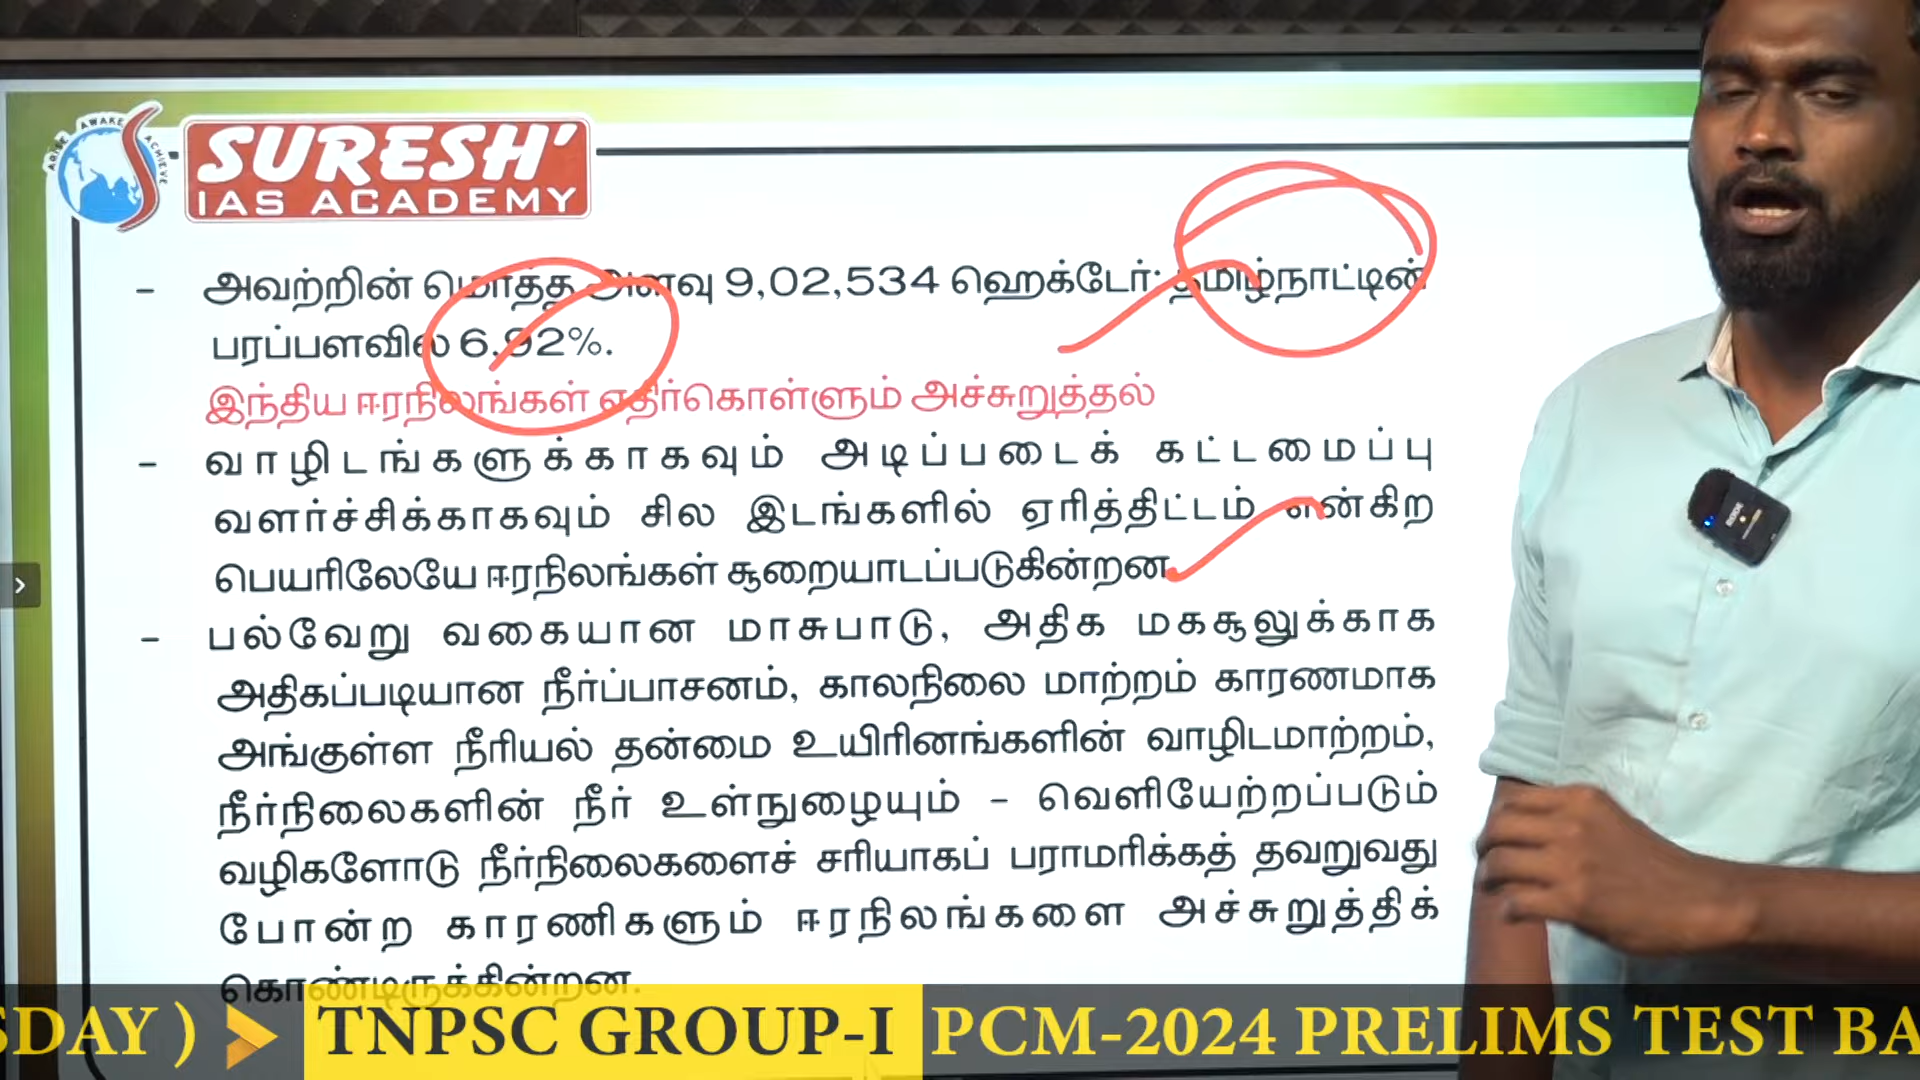 ARISE AWAKE ACHIEVE
SURESH'
IAS ACADEMY
- அவற்றின் மொத்த அளவு 9,02,534 ஹெக்டேர்; தமிழ்நாட்டின்
பரப்பளவில் 6.92%.
இந்திய ஈரநிலங்கள் எதிர்கொள்ளும் அச்சுறுத்தல்
- வாழிடங்களுக்காகவும் அடிப்படைக் கட்டமைப்பு
வளர்ச்சிக்காகவும் சில இடங்களில் ஏரித்திட்டம் என்கிற
பெயரிலேயே ஈரநிலங்கள் சூறையாடப்படுகின்றன.
- பல்வேறு வகையான மாசுபாடு, அதிக மகசூலுக்காக
அதிகப்படியான நீர்ப்பாசனம், காலநிலை மாற்றம் காரணமாக
அங்குள்ள நீரியல் தன்மை உயிரினங்களின் வாழிடமாற்றம்,
நீர்நிலைகளின் நீர் உள்நுழையும் – வெளியேற்றப்படும்
வழிகளோடு நீர்நிலைகளைச் சரியாகப் பராமரிக்கத் தவறுவது
போன்ற காரணிகளும் ஈரநிலங்களை அச்சுறுத்திக்
கொண்டிருக்கின்றன.
SDAY ) TNPSC GROUP-I PCM-2024 PRELIMS TEST BA